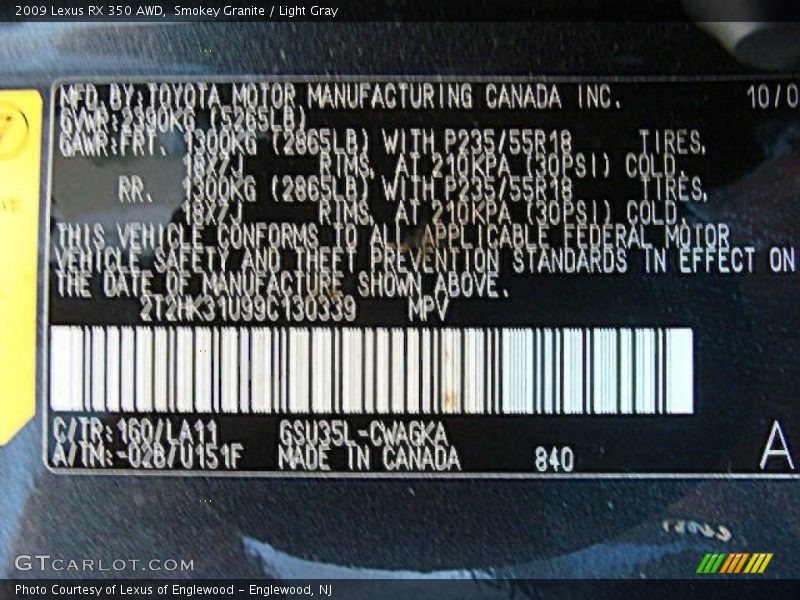 2009 Lexus RX 350 AWD, Smokey Granite / Light Gray
MFD.BY:TOYOTA MOTOR MANUFACTURING CANADA INC. 10/0
GVWR:2390KG(5265LB)
GAWR:FRT. 1300KG(2865LB) WITH P235/55R18 TIRES,
18X7J RIMS, AT 210KPA (30PSI) COLD.
RR. 1300KG(2865LB) WITH P235/55R18 TIRES,
18X7J RIMS, AT 210KPA (30PSI) COLD.
THIS VEHICLE CONFORMS TO ALL APPLICABLE FEDERAL MOTOR
VEHICLE SAFETY AND THEFT PREVENTION STANDARDS IN EFFECT ON
THE DATE OF MANUFACTURE SHOWN ABOVE.
2T2HK31U99C130339 MPV
C/TR:1G0/LA11 GSU35L-CWAGKA
A/TM:-02B/U151F MADE IN CANADA 840 A
GTCARLOT.COM
Photo Courtesy of Lexus of Englewood – Englewood, NJ